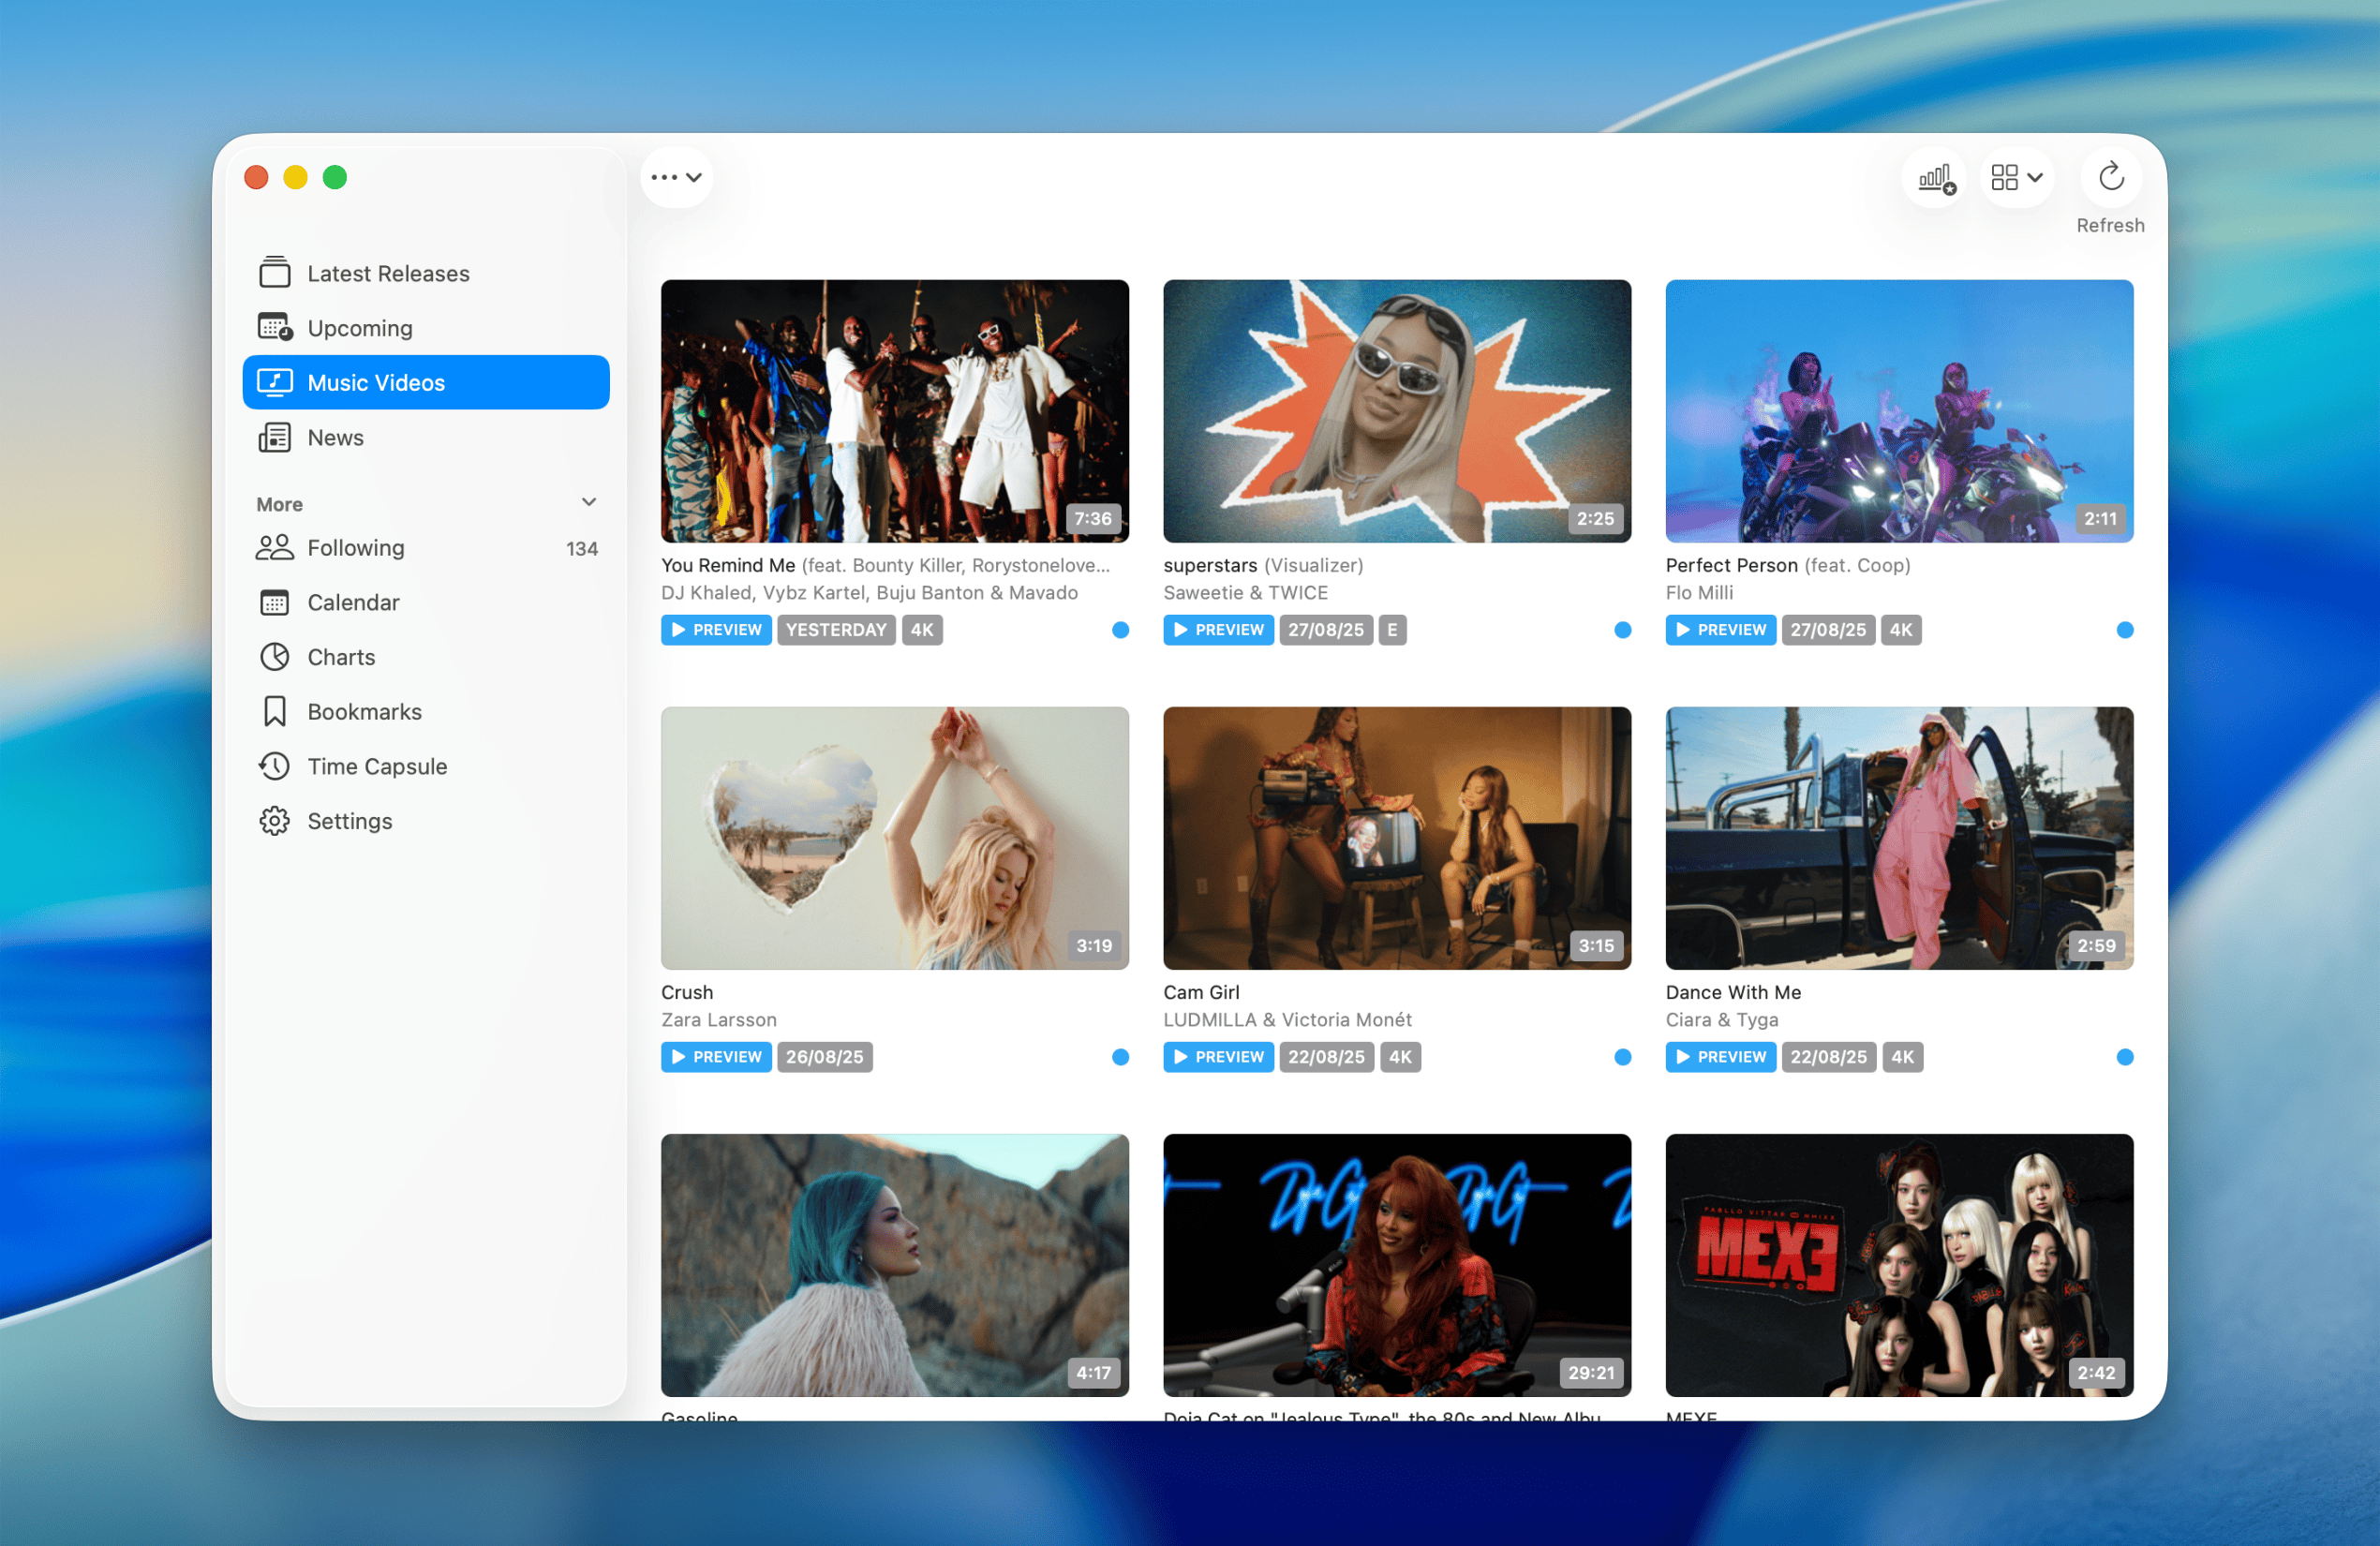 Refresh
Latest Releases
Upcoming
Music Videos
News
More
Following 134
Calendar
Charts
Bookmarks
Time Capsule
Settings
7:36
You Remind Me (feat. Bounty Killer, Rorystonelove...
DJ Khaled, Vybz Kartel, Buju Banton & Mavado
PREVIEW YESTERDAY 4K
2:25
superstars (Visualizer)
Saweetie & TWICE
PREVIEW 27/08/25 E
2:11
Perfect Person (feat. Coop)
Flo Milli
PREVIEW 27/08/25 4K
3:19
Crush
Zara Larsson
PREVIEW 26/08/25
3:15
Cam Girl
LUDMILLA & Victoria Monét
PREVIEW 22/08/25 4K
2:59
Dance With Me
Ciara & Tyga
PREVIEW 22/08/25 4K
4:17
Gasoline
29:21
Doja Cat on "Jealous Type", the 80s and New Albu...
PABLLO VITTAR NMIXX
MEXE
2:42
MEXE